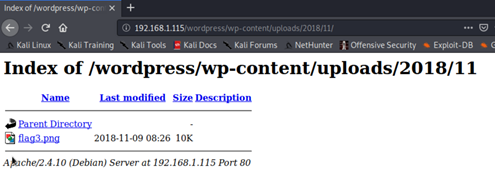 Index of /wordpress/wp-c
192.168.1.115/wordpress/wp-content/uploads/2018/11/
Kali Linux Kali Training Kali Tools Kali Docs Kali Forums NetHunter Offensive Security Exploit-DB
Index of /wordpress/wp-content/uploads/2018/11
Name Last modified Size Description
Parent Directory -
flag3.png 2018-11-09 08:26 10K
Apache/2.4.10 (Debian) Server at 192.168.1.115 Port 80